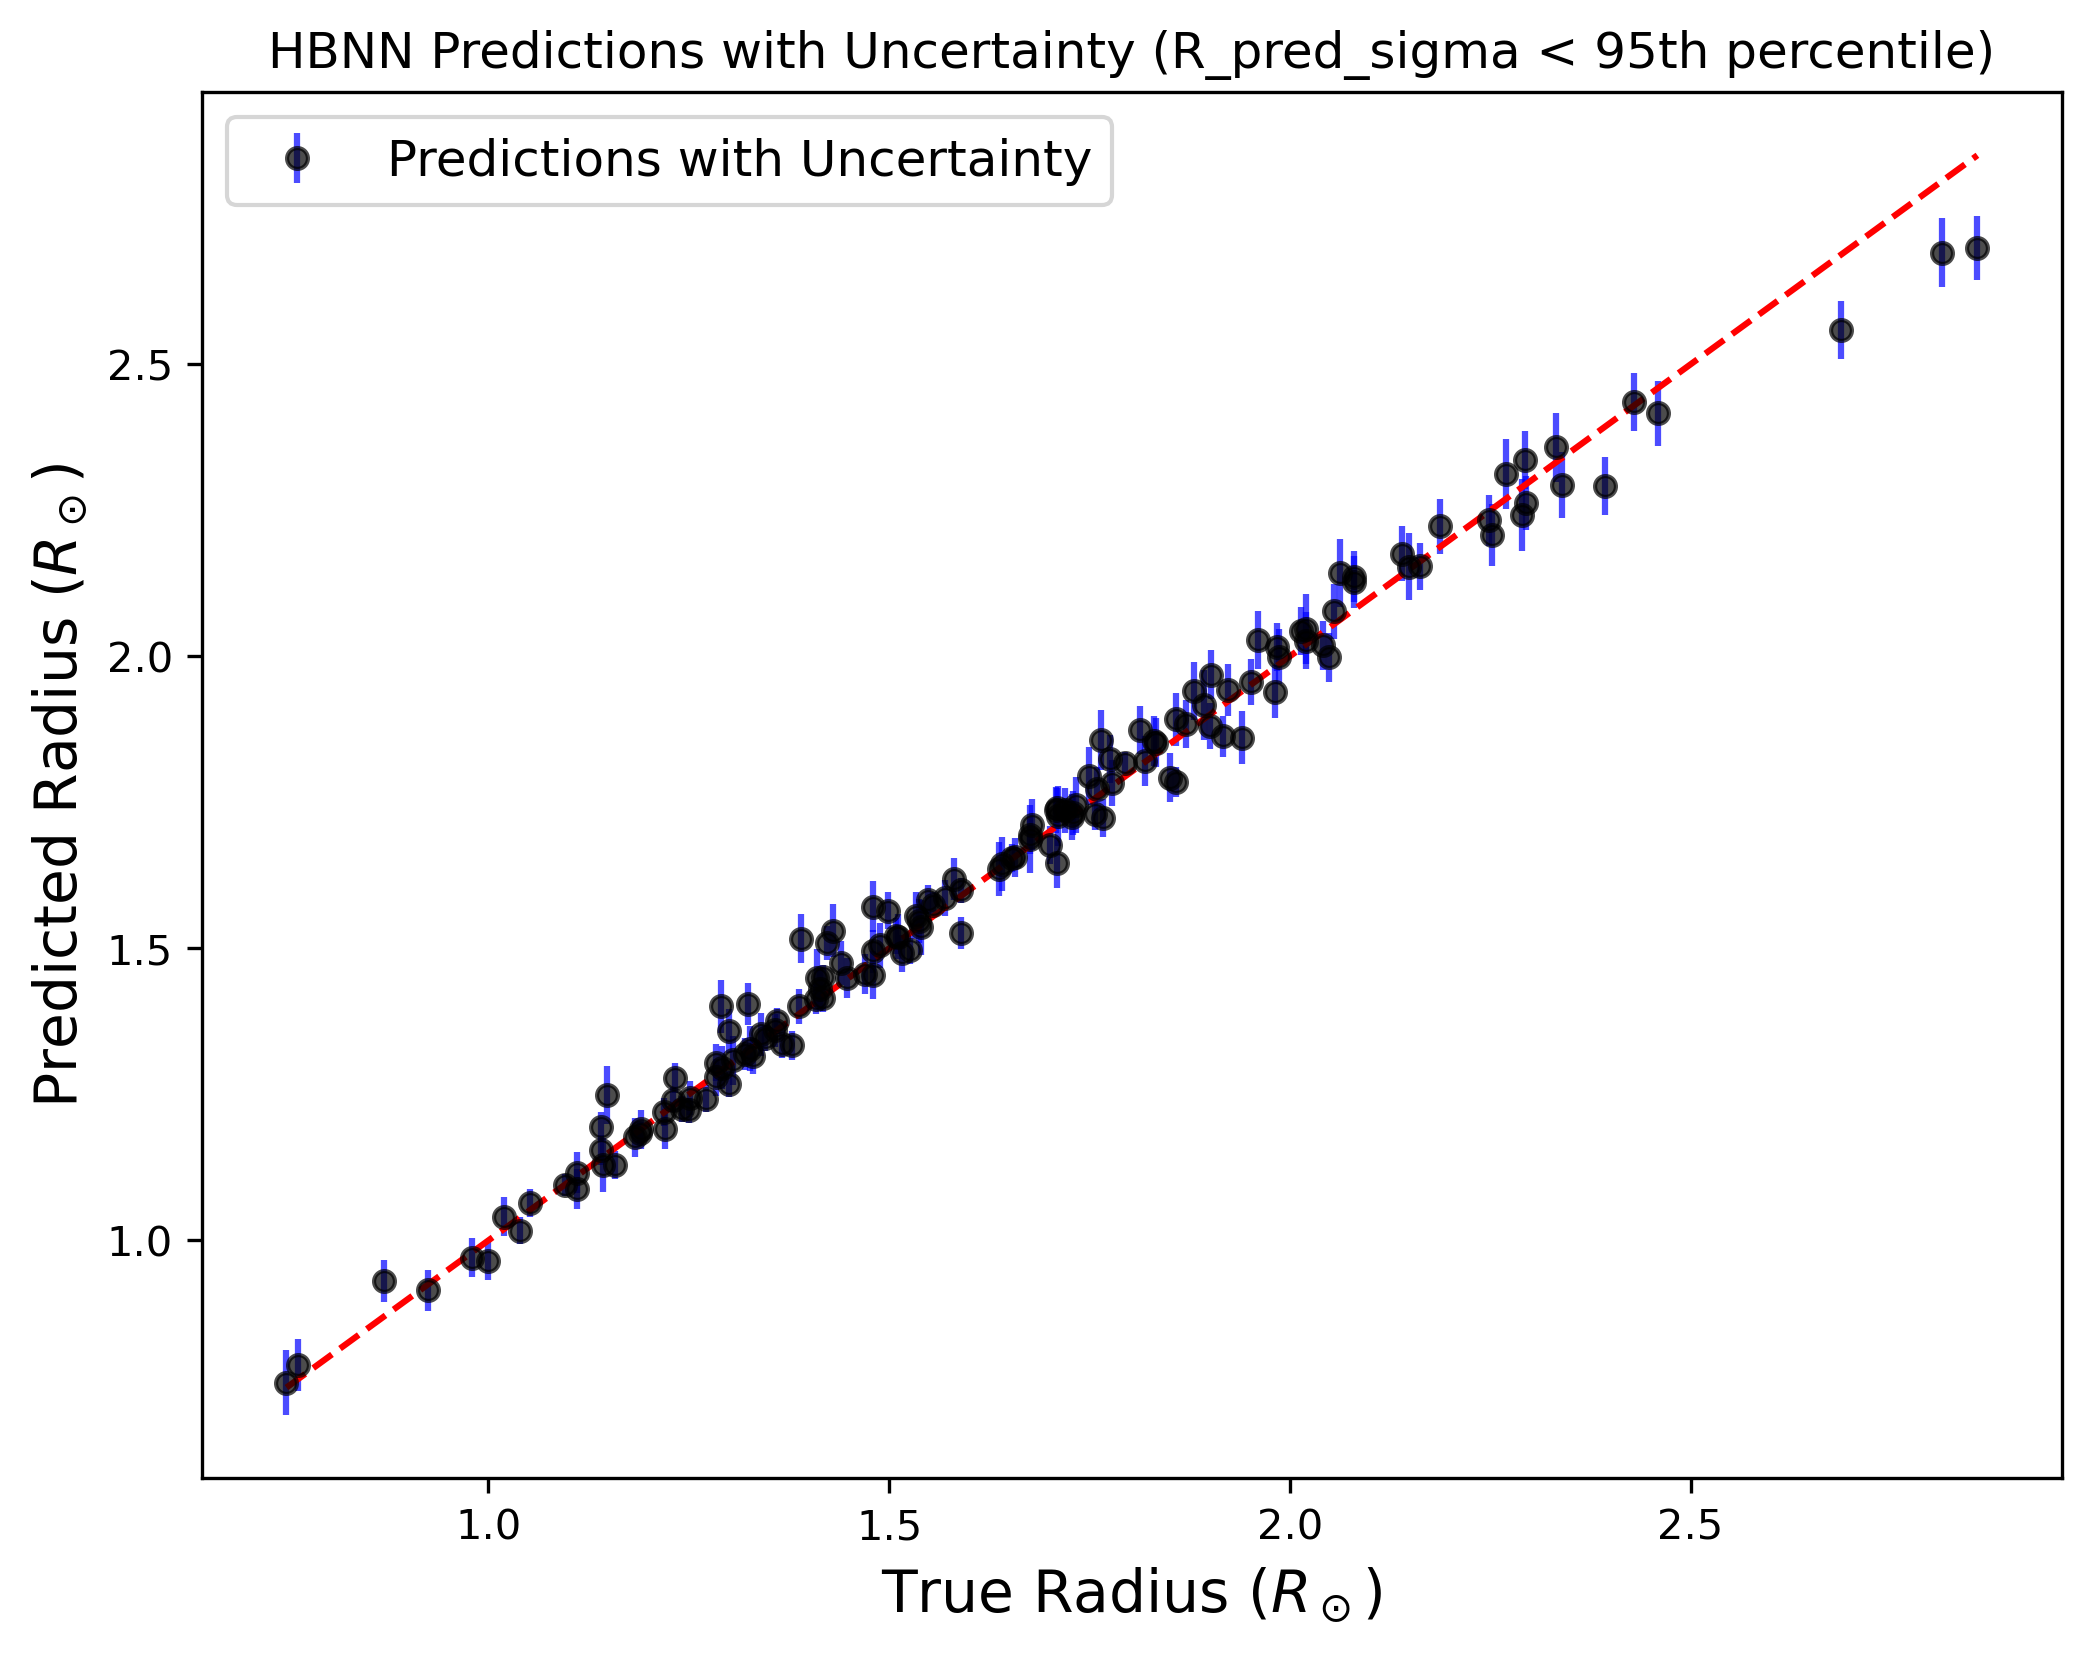 HBNN Predictions with Uncertainty (R_pred_sigma < 95th percentile)
Predictions with Uncertainty
Predicted Radius (R⊙)
2.5
2.0
1.5
1.0
1.0 1.5 2.0 2.5
True Radius (R⊙)